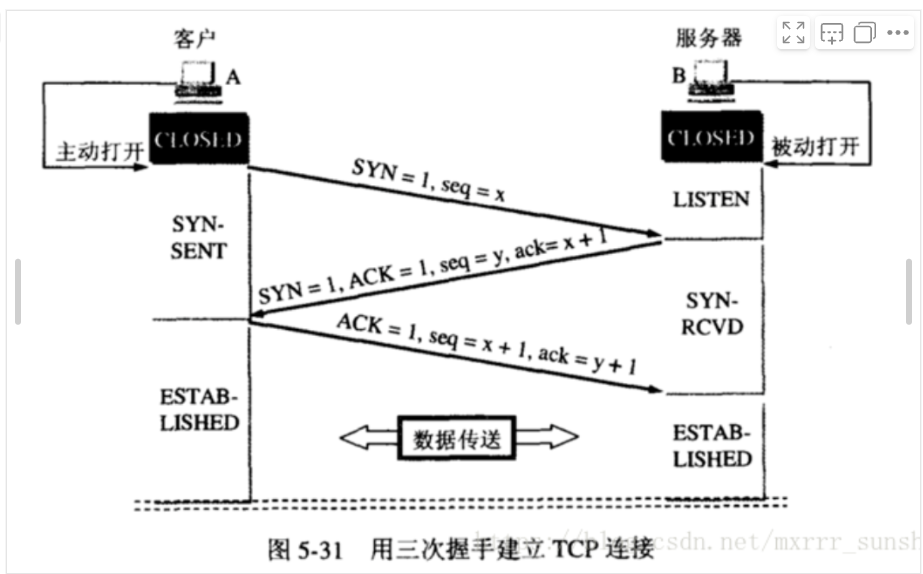 客户
服务器
A
B
CLOSED
CLOSED
主动打开
被动打开
SYN = 1, seq = x
LISTEN
SYN-
SENT
SYN = 1, ACK = 1, seq = y, ack= x + 1
SYN-
RCVD
ACK = 1, seq = x + 1, ack = y + 1
ESTAB-
LISHED
数据传送
ESTAB-
LISHED
图 5-31 用三次握手建立 TCP 连接
csdn.net/mxrrr_sunsh